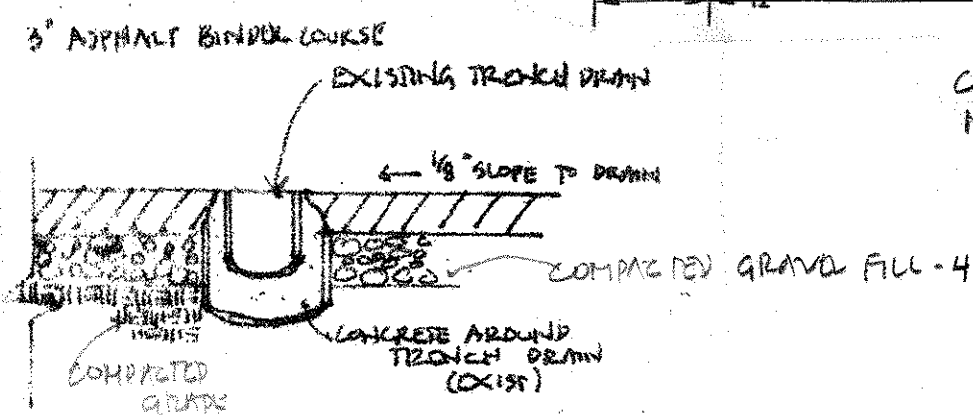 12
3" ASPHALT BINDER COURSE
EXISTING TRENCH DRAIN
C
← 1/8" SLOPE TO DRAIN
COMPACTED GRAVEL FILL - 4
CONCRETE AROUND
TRENCH DRAIN
(EXIST)
COMPACTED
GRADE